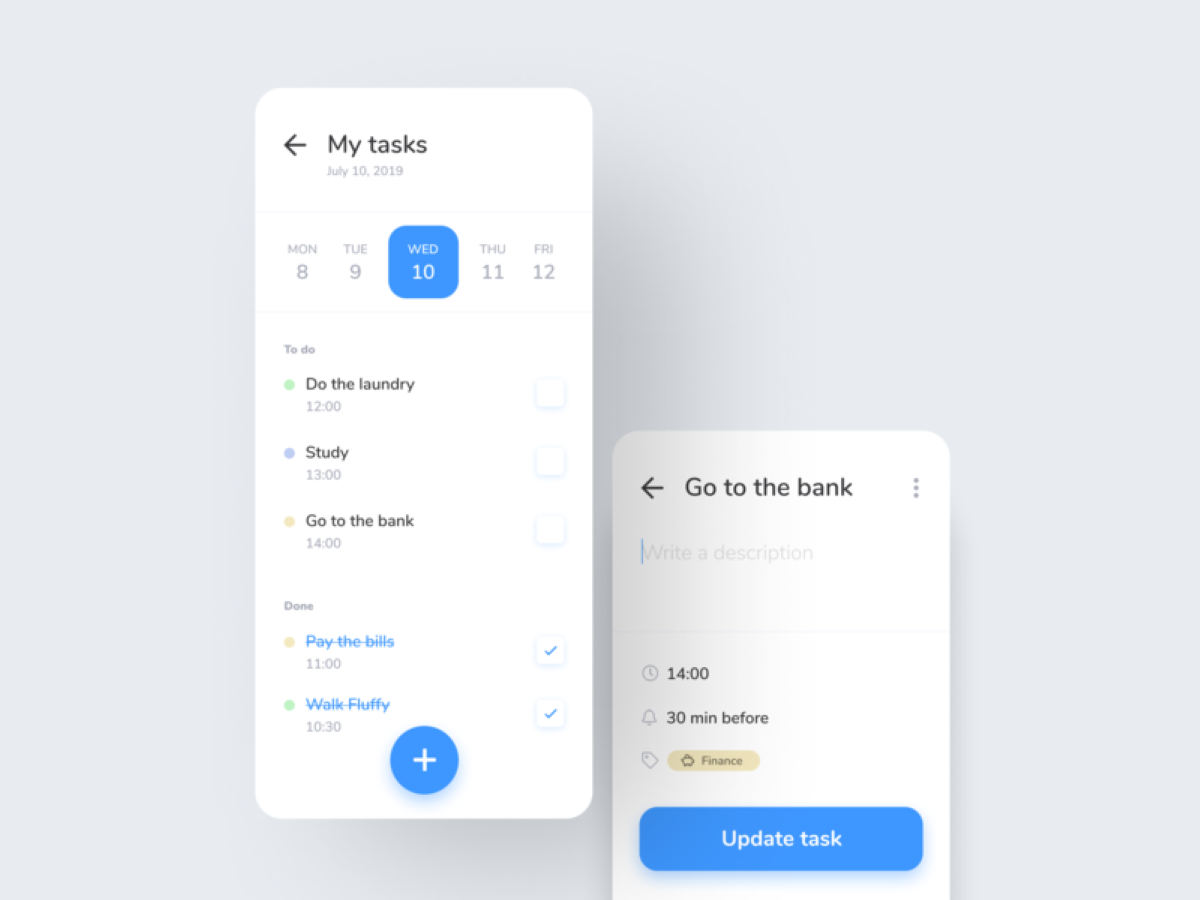 My tasks
July 10, 2019
MON TUE WED THU FRI
8 9 10 11 12
To do
Do the laundry
12:00
Study
13:00
Go to the bank
14:00
Done
Pay the bills
11:00
Walk Fluffy
10:30
Go to the bank
Write a description
14:00
30 min before
Finance
Update task